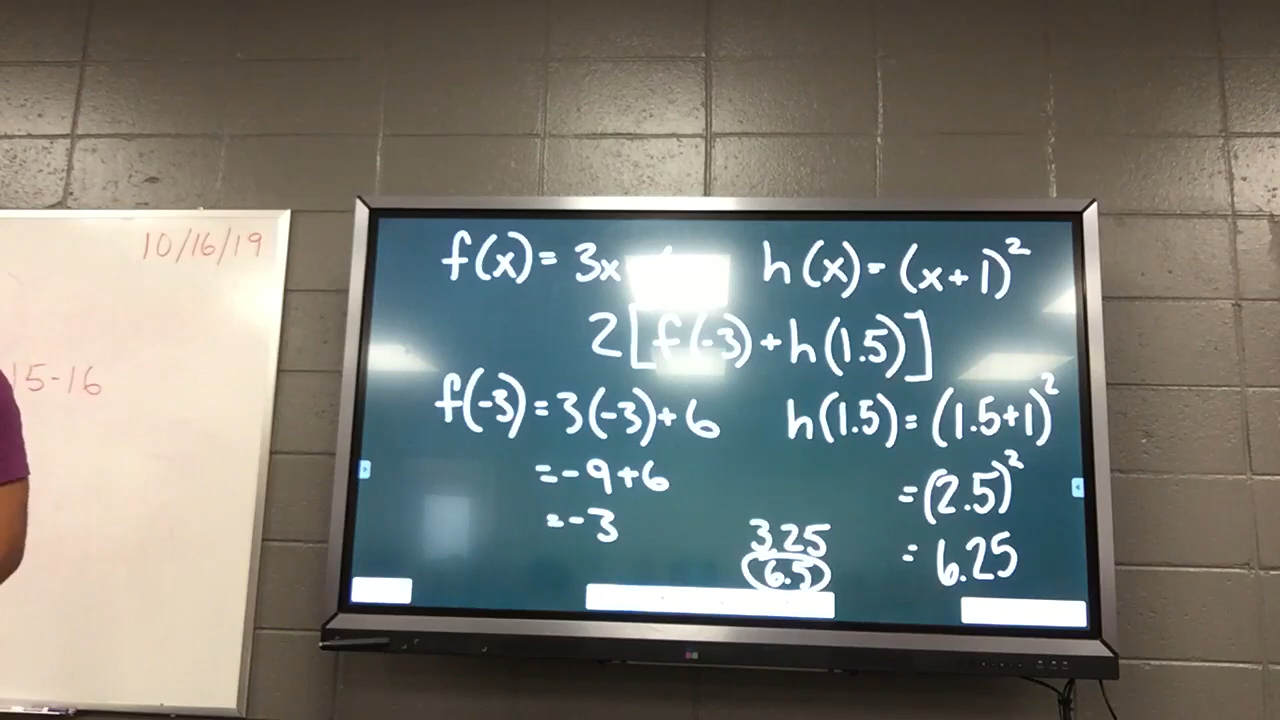 10/16/19
15-16
f(x)= 3x
h(x)=(x+1)²
2[f(-3)+h(1.5)]
f(-3)=3(-3)+6
h(1.5)=(1.5+1)²
=-9+6
=(2.5)²
=-3
3.25
= 6.25
6.5